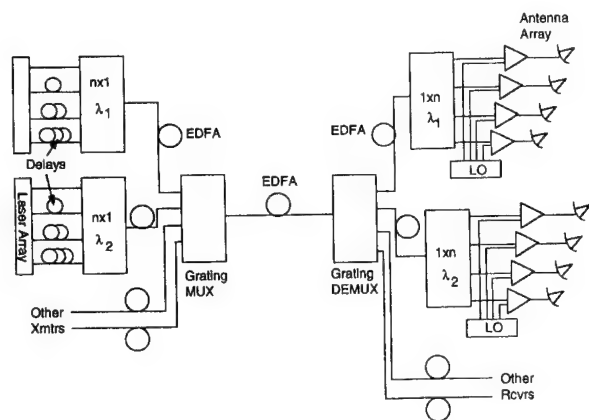 Antenna
Array
nx1
λ1
1xn
λ1
EDFA
EDFA
Delays
LO
EDFA
Laser Array
nx1
λ2
1xn
λ2
Grating
MUX
Grating
DEMUX
Other
Xmtrs
LO
Other
Rcvrs